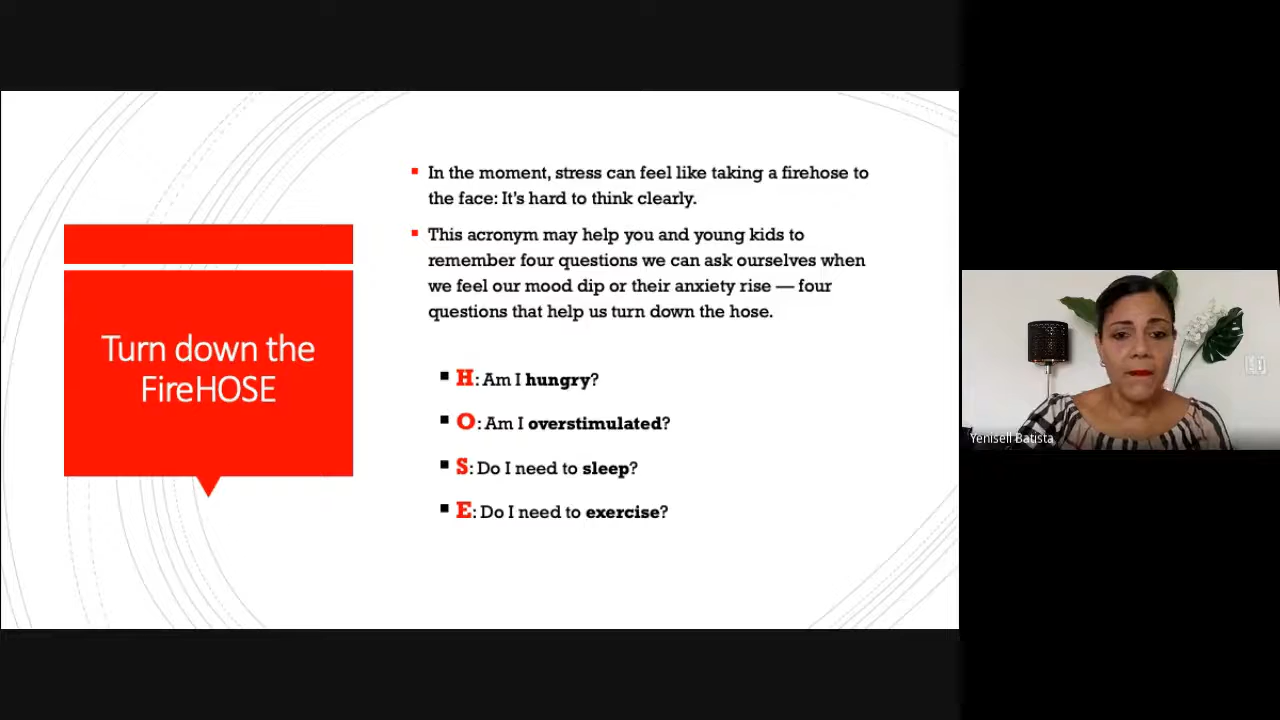 Turn down the
FireHOSE
In the moment, stress can feel like taking a firehose to
the face: It's hard to think clearly.
This acronym may help you and young kids to
remember four questions we can ask ourselves when
we feel our mood dip or their anxiety rise — four
questions that help us turn down the hose.
H: Am I hungry?
O: Am I overstimulated?
S: Do I need to sleep?
E: Do I need to exercise?
Yenisell Batista